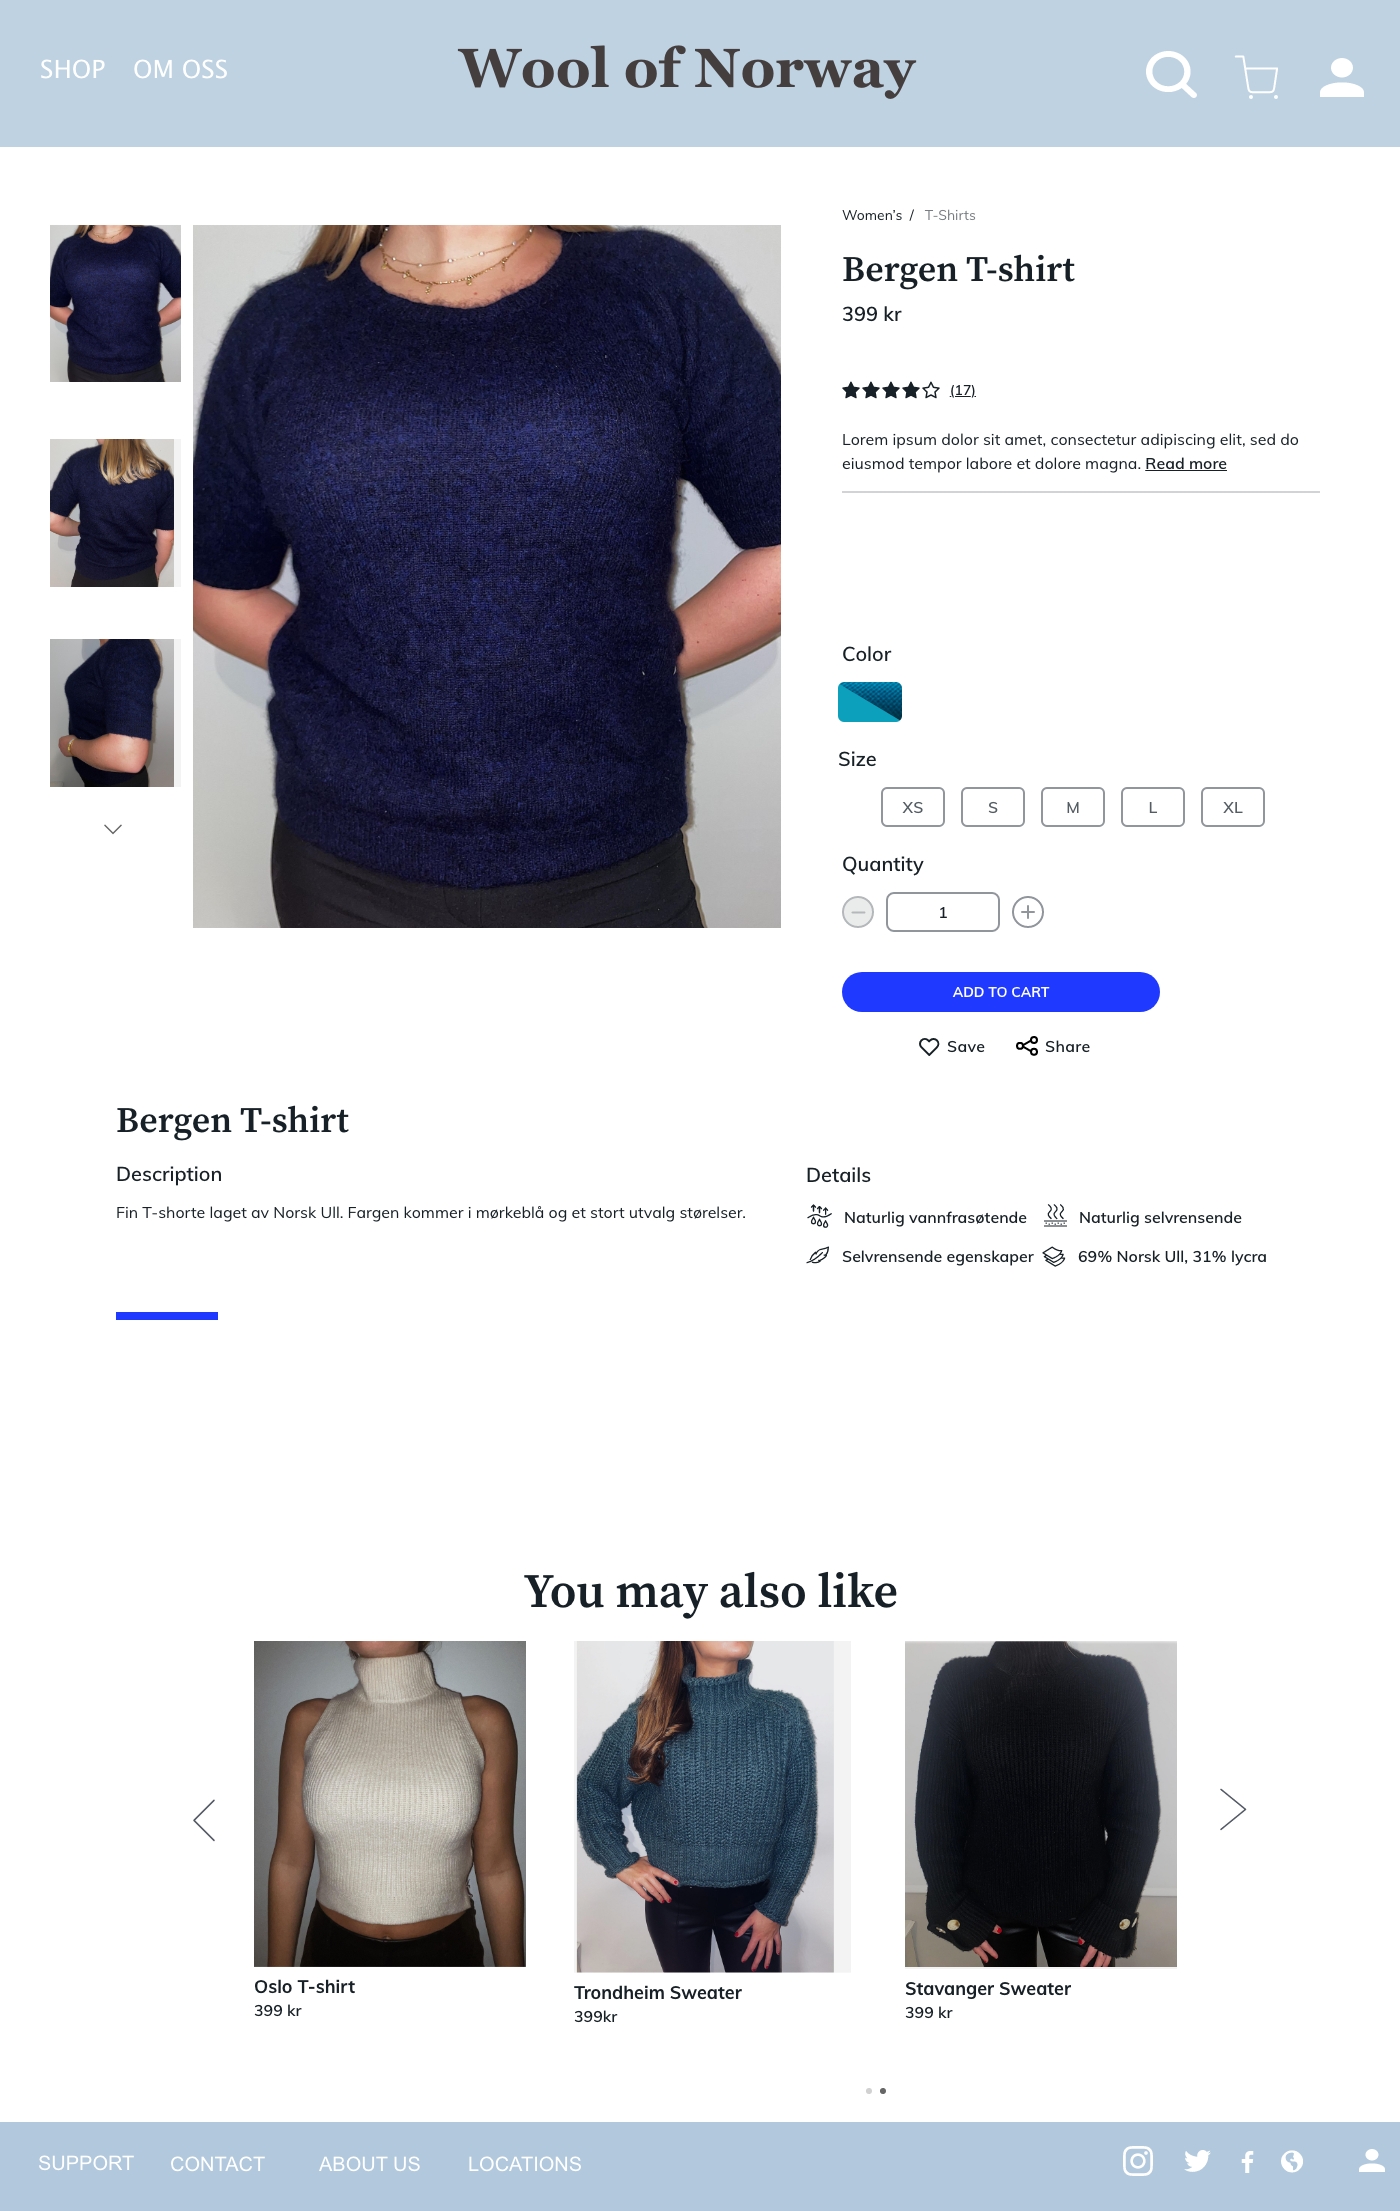 SHOP OM OSS
Wool of Norway
Women's / T-Shirts
Bergen T-shirt
399 kr
(17)
Lorem ipsum dolor sit amet, consectetur adipiscing elit, sed do
eiusmod tempor labore et dolore magna. Read more
Color
Size
XS S M L XL
Quantity
1
ADD TO CART
Save Share
Bergen T-shirt
Description
Fin T-shorte laget av Norsk Ull. Fargen kommer i mørkeblå og et stort utvalg størelser.
Details
Naturlig vannfrasøtende Naturlig selvrensende
Selvrensende egenskaper 69% Norsk Ull, 31% lycra
You may also like
Oslo T-shirt
399 kr
Trondheim Sweater
399kr
Stavanger Sweater
399 kr
SUPPORT CONTACT ABOUT US LOCATIONS